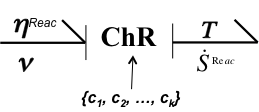 η^Reac ChR T
ν Ṡ^Reac
{c₁, c₂, ..., cₖ}